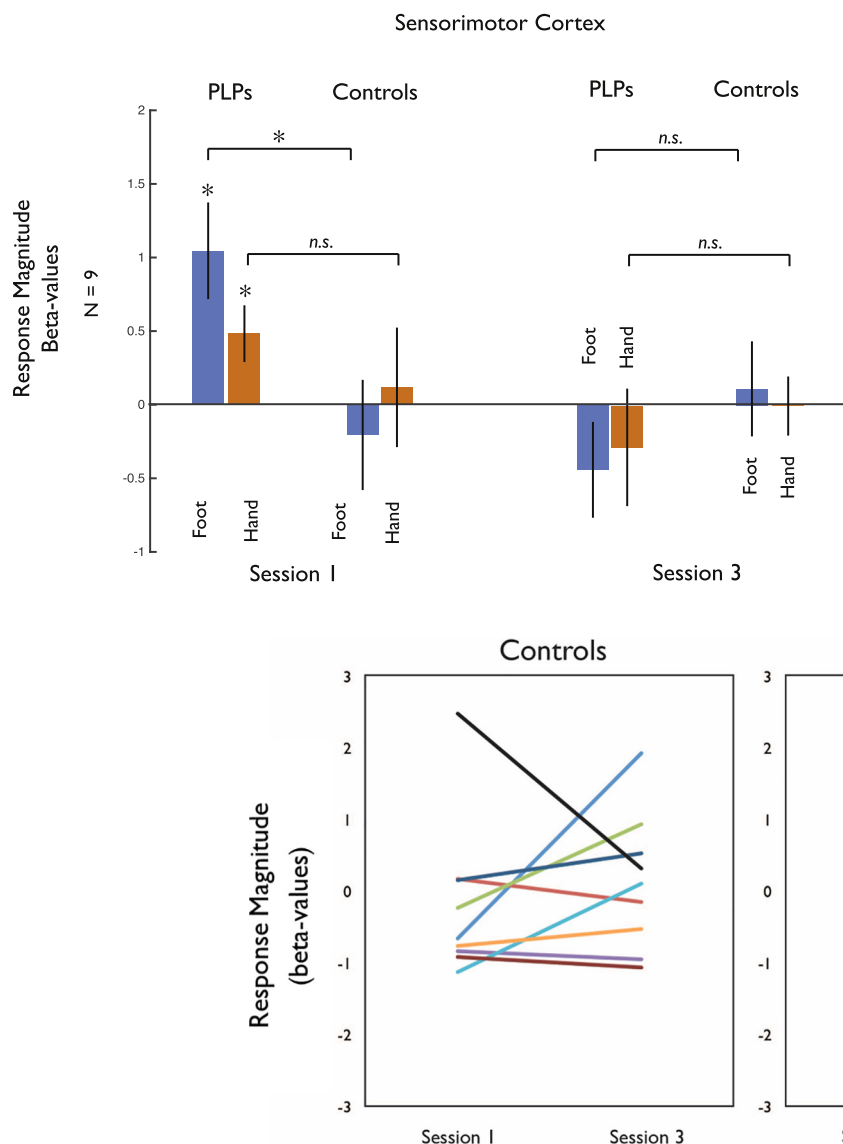 Sensorimotor Cortex
PLPs
Controls
PLPs
Controls
Response Magnitude
Beta-values
N = 9
2
1.5
1
0.5
0
-0.5
-1
*
*
*
n.s.
n.s.
n.s.
Foot
Hand
Foot
Hand
Foot
Hand
Foot
Hand
Session 1
Session 3
Controls
Response Magnitude
(beta-values)
3
2
1
0
-1
-2
-3
Session 1
Session 3
3
2
1
0
-1
-2
-3
S